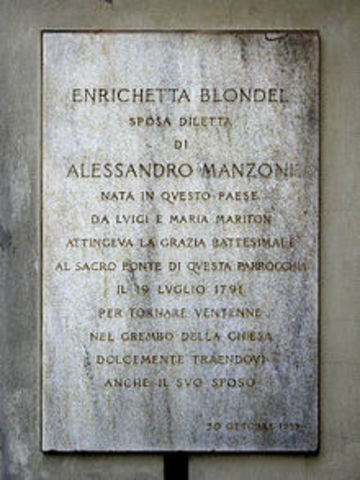 ENRICHETTA BLONDEL
SPOSA DILETTA
DI
ALESSANDRO MANZONI
NATA IN QVESTO PAESE
DA LVIGI E MARIA MARITON
ATTINGEVA LA GRAZIA BATTESIMALE
AL SACRO FONTE DI QVESTA PARROCCHIA
IL 19 LVGLIO 1791
PER TORNARE VENTENNE
NEL GREMBO DELLA CHIESA
DOLCEMENTE TRAENDOVI
ANCHE IL SVO SPOSO
30 OTTOBRE